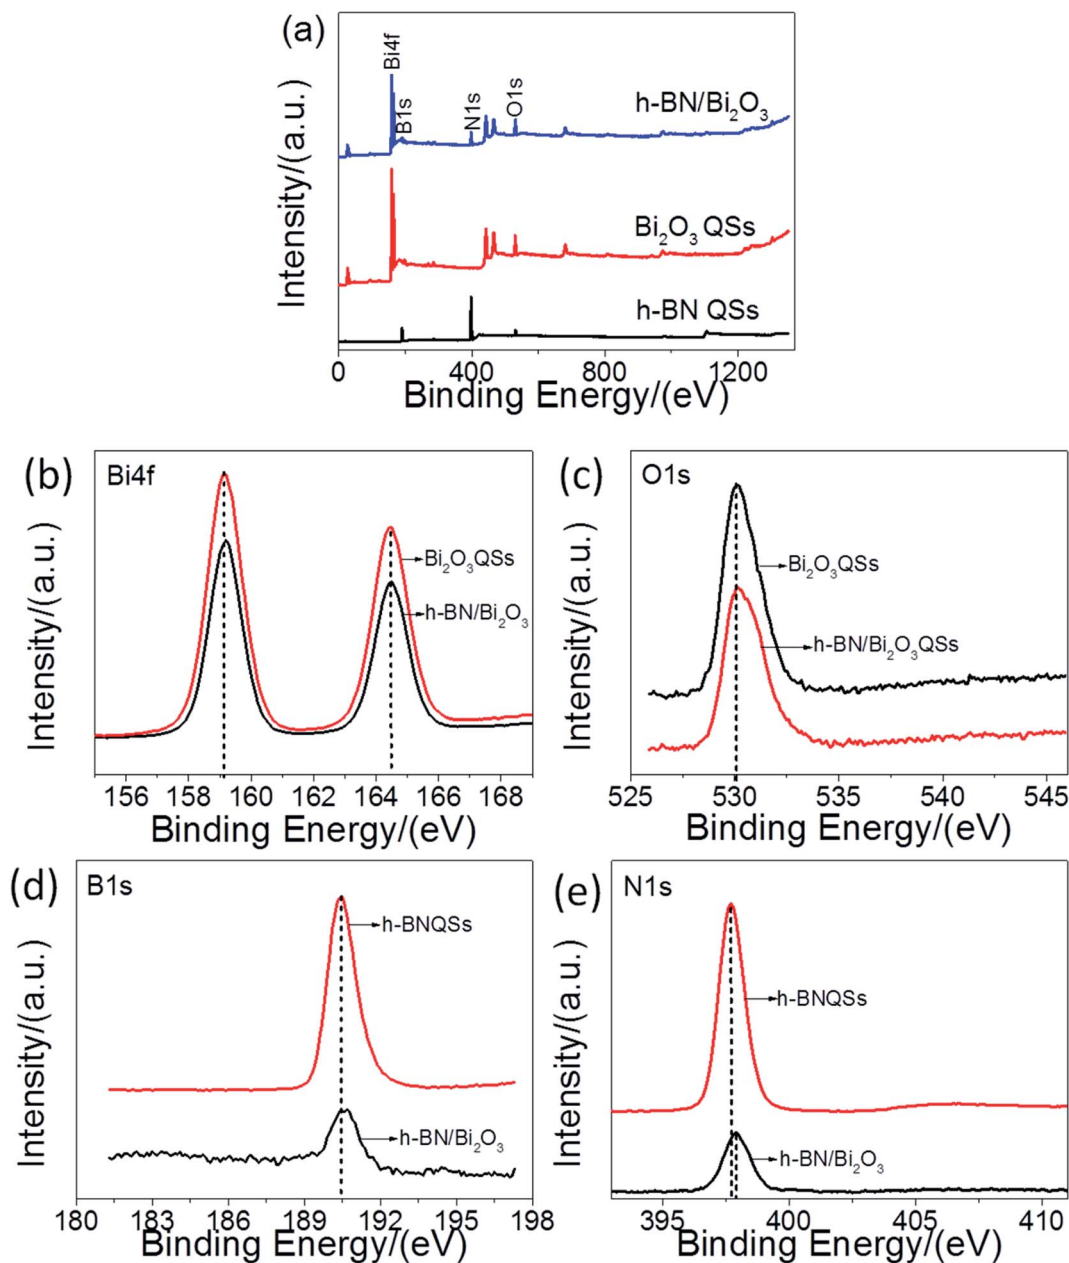 (a)
Intensity/(a.u.)
Bi4f
B1s
N1s
O1s
h-BN/Bi₂O₃
Bi₂O₃ QSs
h-BN QSs
0 400 800 1200
Binding Energy/(eV)
(b)
Bi4f
Intensity/(a.u.)
Bi₂O₃QSs
h-BN/Bi₂O₃
156 158 160 162 164 166 168
Binding Energy/(eV)
(c)
O1s
Intensity/(a.u.)
Bi₂O₃QSs
h-BN/Bi₂O₃QSs
525 530 535 540 545
Binding Energy/(eV)
(d)
B1s
Intensity/(a.u.)
h-BNQSs
h-BN/Bi₂O₃
180 183 186 189 192 195 198
Binding Energy/(eV)
(e)
N1s
Intensity/(a.u.)
h-BNQSs
h-BN/Bi₂O₃
395 400 405 410
Binding Energy/(eV)